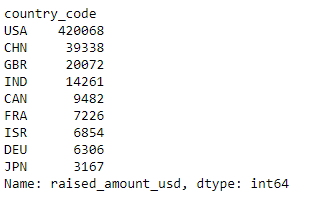 country_code
USA    420068
CHN     39338
GBR     20072
IND     14261
CAN      9482
FRA      7226
ISR      6854
DEU      6306
JPN      3167
Name: raised_amount_usd, dtype: int64